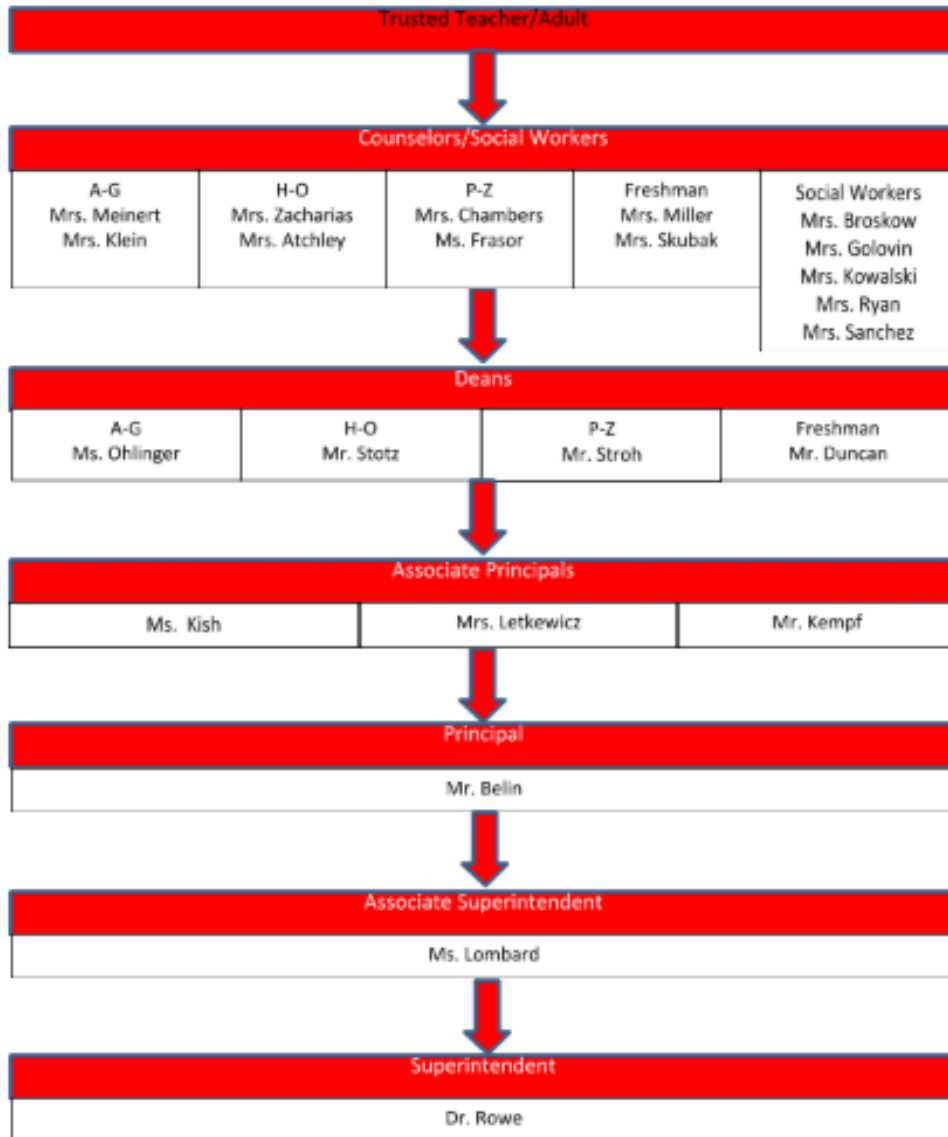 Trusted Teacher/Adult
Counselors/Social Workers
A-G
Mrs. Meinert
Mrs. Klein
H-O
Mrs. Zacharias
Mrs. Atchley
P-Z
Mrs. Chambers
Ms. Frasor
Freshman
Mrs. Miller
Mrs. Skubak
Social Workers
Mrs. Broskow
Mrs. Golovin
Mrs. Kowalski
Mrs. Ryan
Mrs. Sanchez
Deans
A-G
Ms. Ohlinger
H-O
Mr. Stotz
P-Z
Mr. Stroh
Freshman
Mr. Duncan
Associate Principals
Ms. Kish
Mrs. Letkewicz
Mr. Kempf
Principal
Mr. Belin
Associate Superintendent
Ms. Lombard
Superintendent
Dr. Rowe